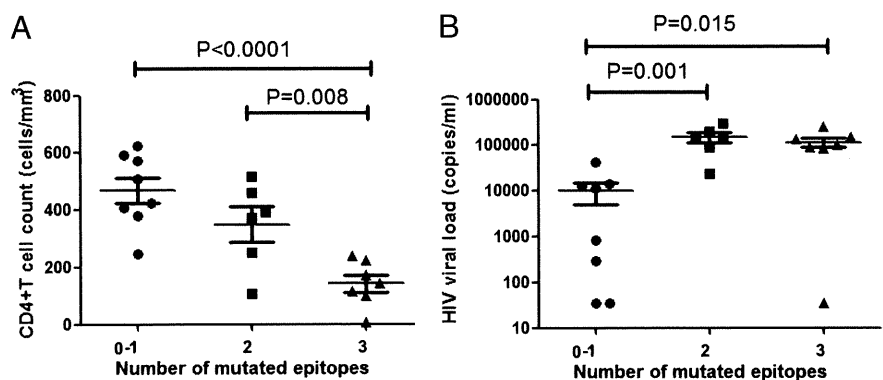 A
P<0.0001
P=0.008
CD4+T cell count (cells/mm³)
800
600
400
200
0
0-1
2
3
Number of mutated epitopes
B
P=0.015
P=0.001
HIV viral load (copies/ml)
1000000
100000
10000
1000
100
10
0-1
2
3
Number of mutated epitopes